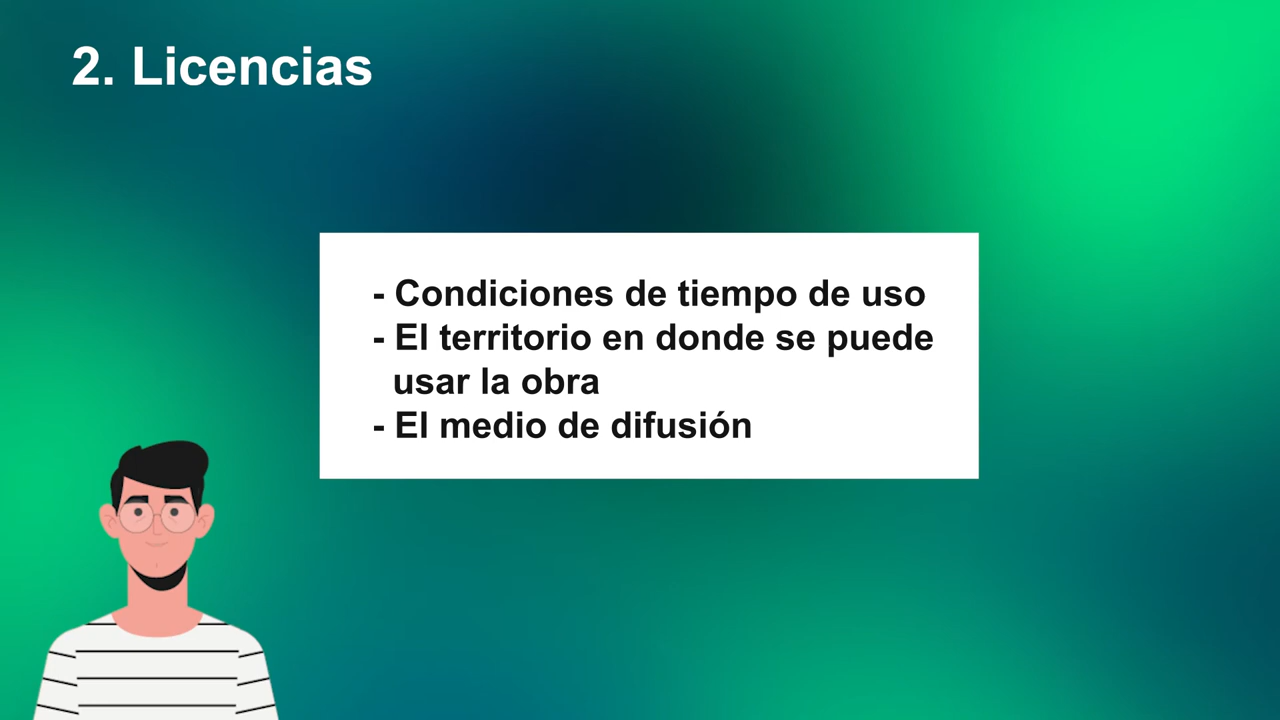 2. Licencias
- Condiciones de tiempo de uso
- El territorio en donde se puede
usar la obra
- El medio de difusión